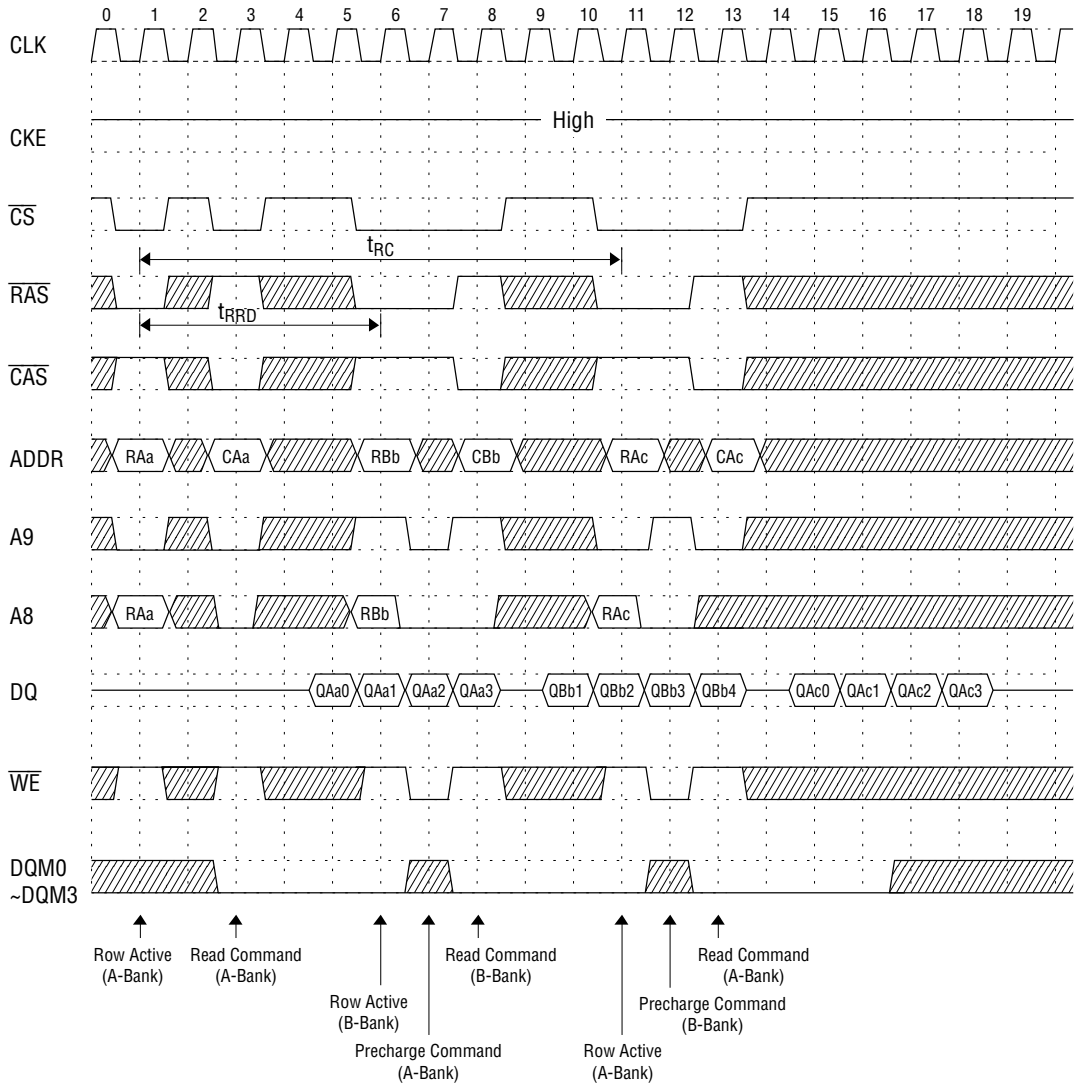 0 1 2 3 4 5 6 7 8 9 10 11 12 13 14 15 16 17 18 19
CLK
High
CKE
CS
tRC
RAS
tRRD
CAS
ADDR RAa CAa RBb CBb RAc CAc
A9
A8 RAa RBb RAc
DQ QAa0 QAa1 QAa2 QAa3 QBb1 QBb2 QBb3 QBb4 QAc0 QAc1 QAc2 QAc3
WE
DQM0
~DQM3
Row Active
(A-Bank)
Read Command
(A-Bank)
Row Active
(B-Bank)
Precharge Command
(A-Bank)
Read Command
(B-Bank)
Row Active
(A-Bank)
Precharge Command
(B-Bank)
Read Command
(A-Bank)